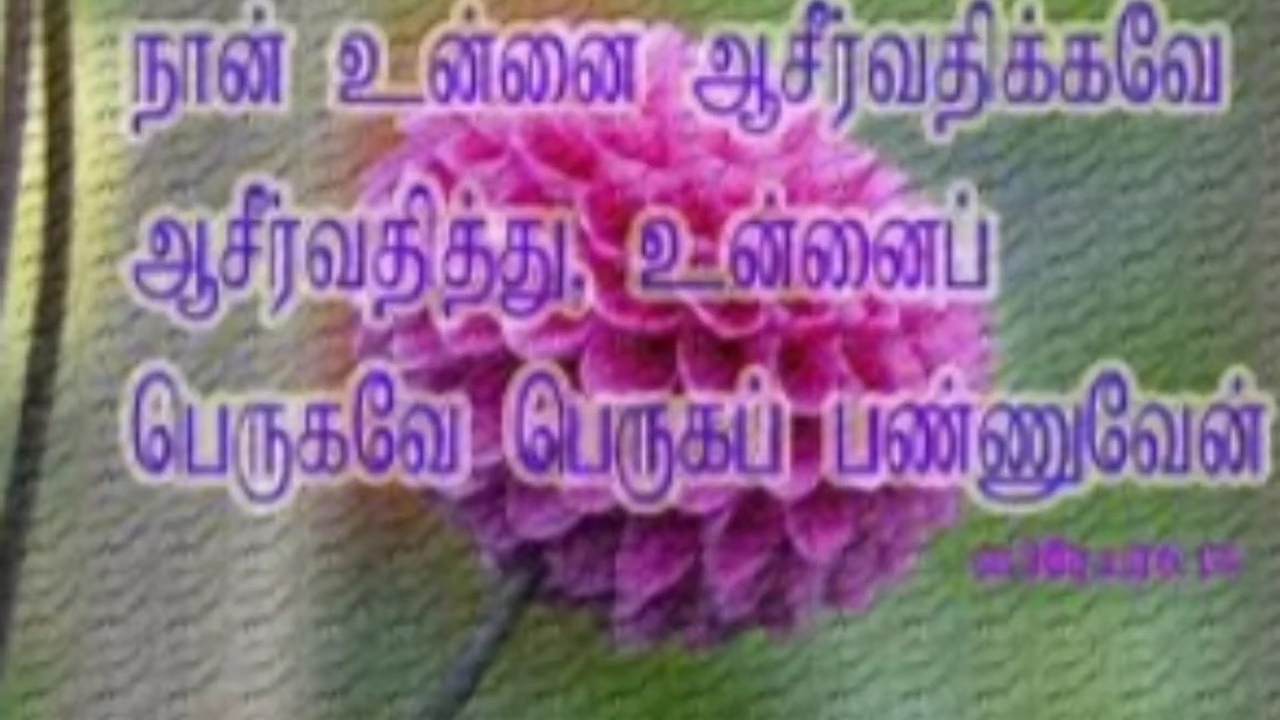 நான் உன்னை ஆசீர்வதிக்கவே
ஆசீர்வதித்து, உன்னைப்
பெருகவே பெருகப் பண்ணுவேன்